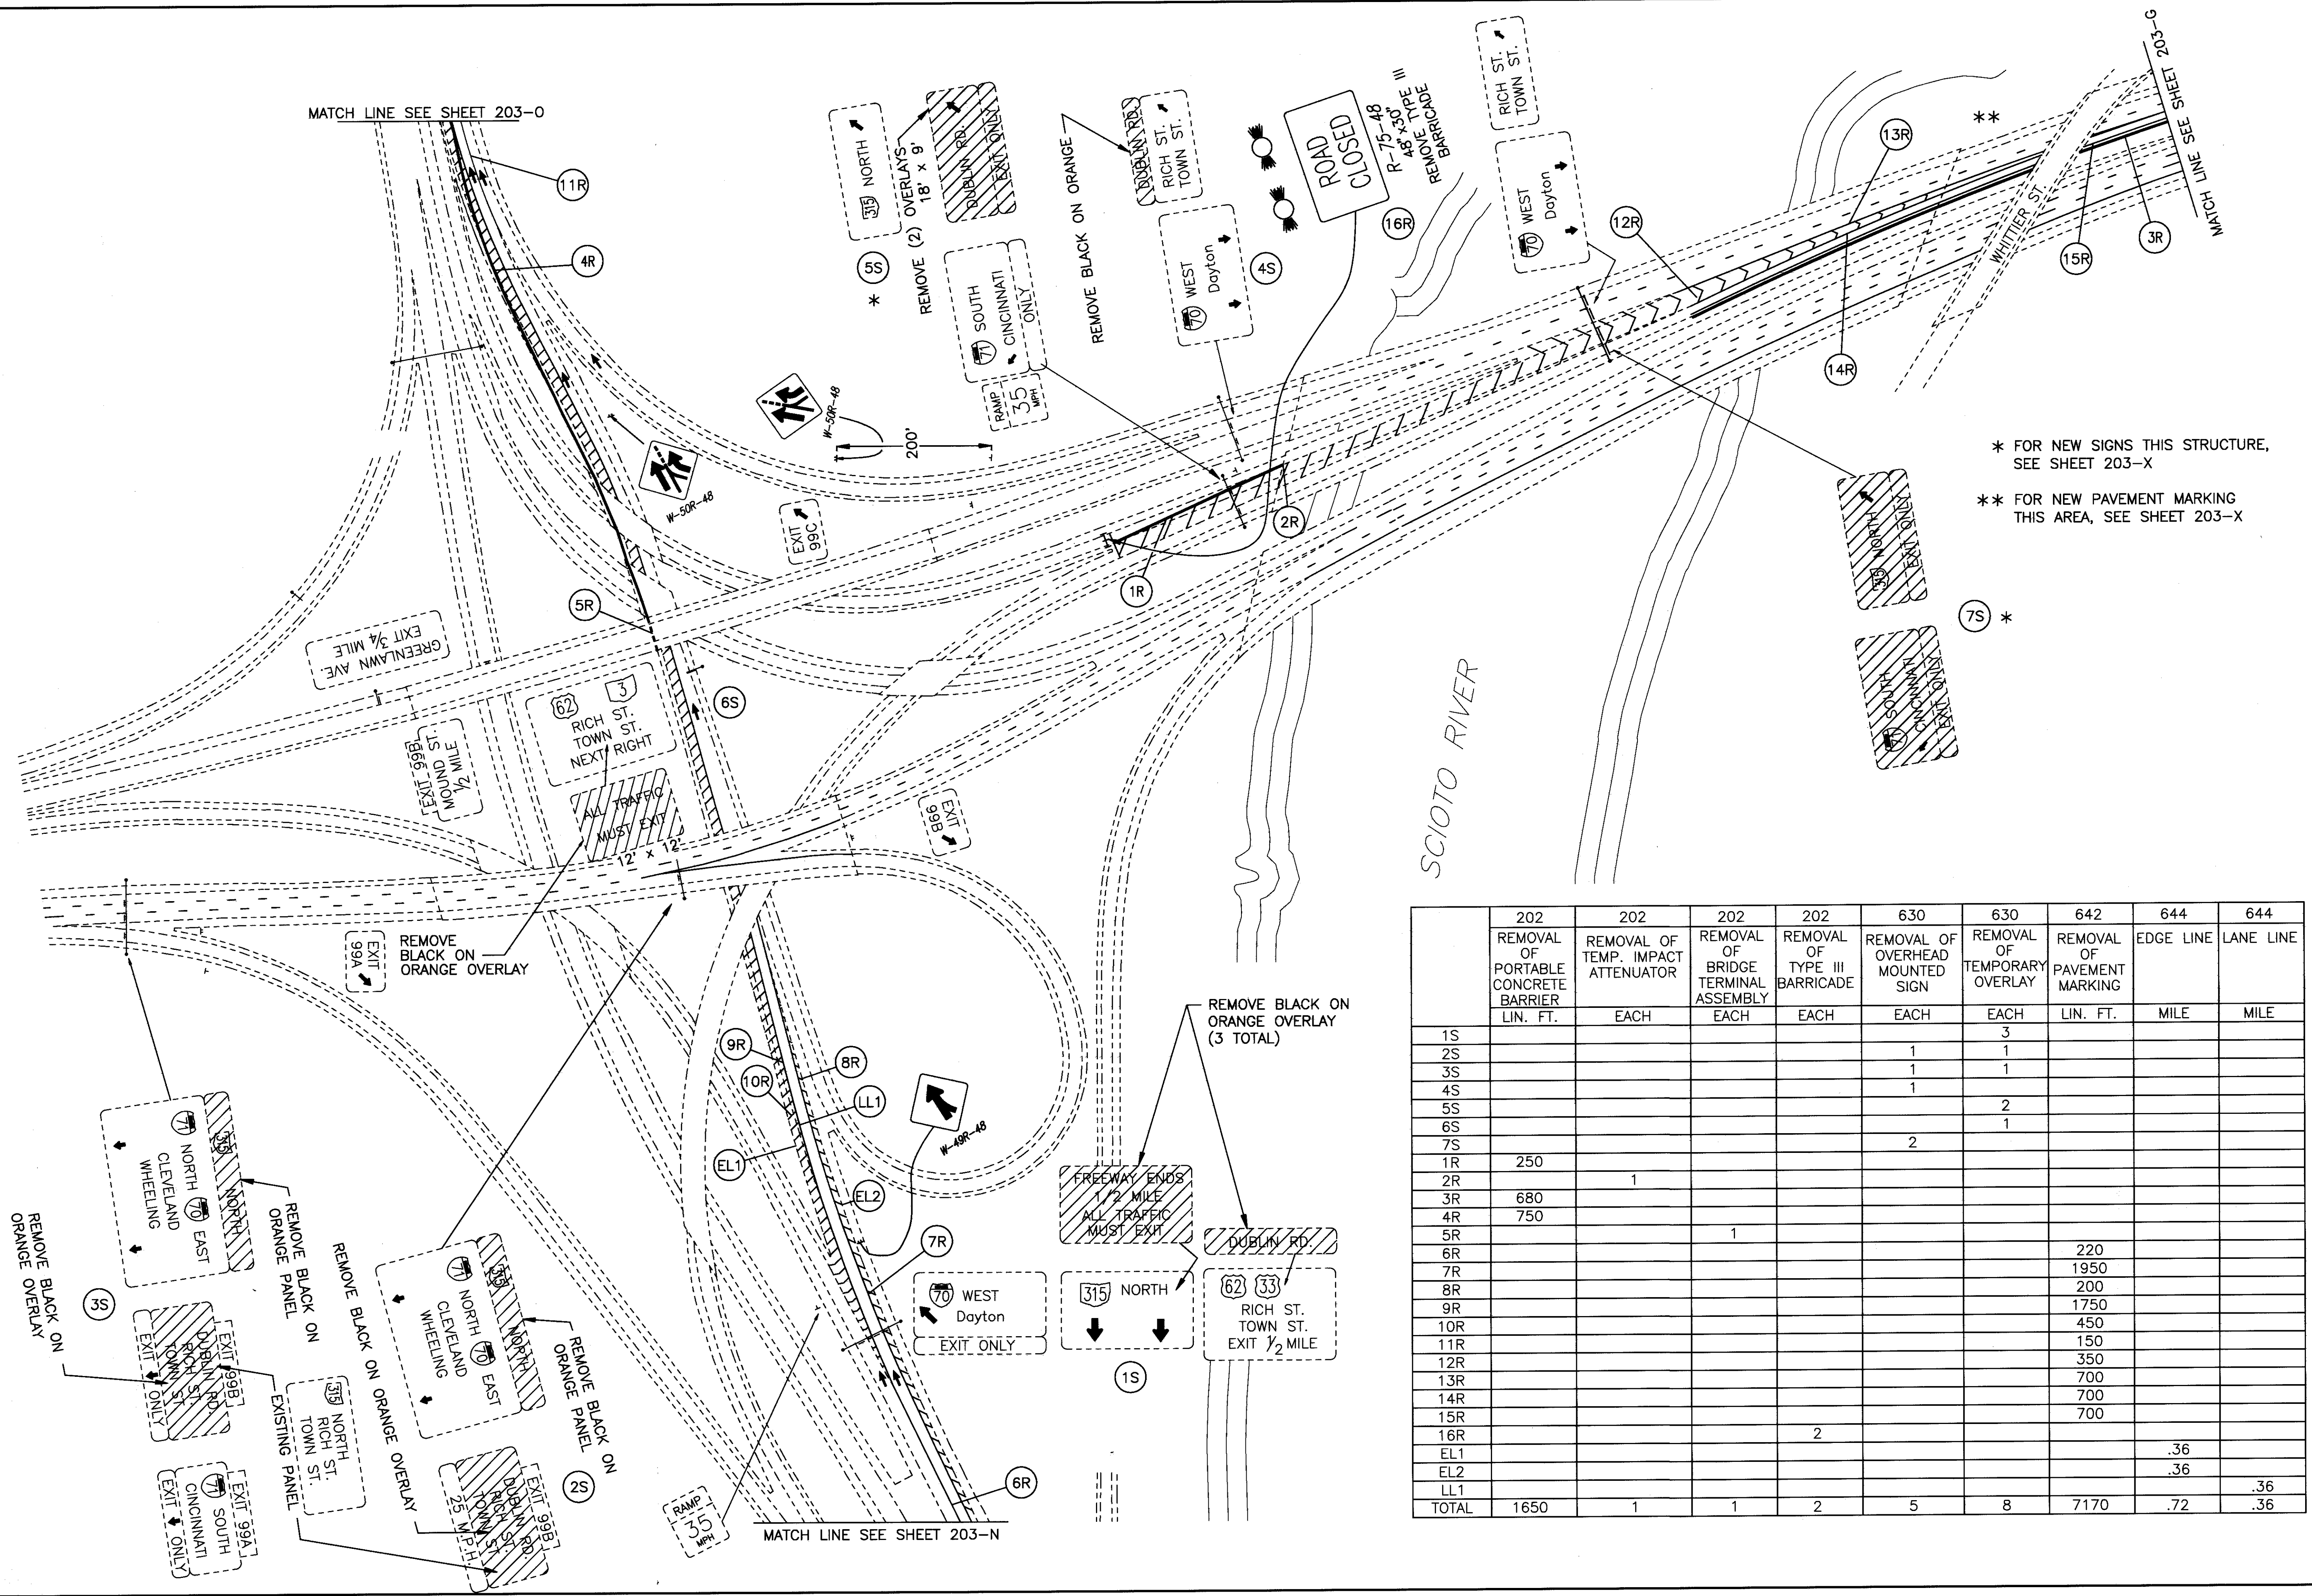 MATCH LINE SEE SHEET 203-O
11R
4R
315 NORTH
5S
*
REMOVE (2) OVERLAYS
18' x 9'
DUBLIN RD.
EXIT ONLY
71 SOUTH
CINCINNATI
ONLY
RAMP
35
MPH
REMOVE BLACK ON ORANGE
DUBLIN RD.
RICH ST.
TOWN ST.
70 WEST
Dayton
4S
ROAD
CLOSED
R-75-48
48"x30"
REMOVE TYPE III
BARRICADE
16R
RICH ST.
TOWN ST.
70 WEST
Dayton
12R
13R
**
MATCH LINE SEE SHEET 203-G
WHITTIER ST.
15R
3R
14R
W-50R-48
200'
W-50R-48
EXIT
99C
2R
1R
* FOR NEW SIGNS THIS STRUCTURE,
SEE SHEET 203-X
** FOR NEW PAVEMENT MARKING
THIS AREA, SEE SHEET 203-X
315 NORTH
EXIT ONLY
7S *
71 SOUTH
CINCINNATI
EXIT ONLY
5R
GREENLAWN AVE.
EXIT 3/4 MILE
62 3
RICH ST.
TOWN ST.
NEXT RIGHT
6S
EXIT 99B
MOUND ST.
1/2 MILE
ALL TRAFFIC
MUST EXIT
12' x 12'
EXIT
99B
SCIOTO RIVER
EXIT
99A
REMOVE
BLACK ON
ORANGE OVERLAY
9R
10R
8R
LL1
EL1
EL2
W-49R-48
7R
REMOVE BLACK ON
ORANGE OVERLAY
(3 TOTAL)
FREEWAY ENDS
1/2 MILE
ALL TRAFFIC
MUST EXIT
DUBLIN RD.
70 WEST
Dayton
EXIT ONLY
315 NORTH
62 33
RICH ST.
TOWN ST.
EXIT 1/2 MILE
1S
315 NORTH
71 NORTH 70 EAST
CLEVELAND
WHEELING
REMOVE BLACK ON
ORANGE PANEL
REMOVE BLACK ON
ORANGE OVERLAY
3S
EXIT 99B
DUBLIN RD.
RICH ST.
TOWN ST.
EXIT ONLY
EXISTING PANEL
EXIT 99A
71 SOUTH
CINCINNATI
EXIT ONLY
315 NORTH
RICH ST.
TOWN ST.
REMOVE BLACK ON ORANGE OVERLAY
315 NORTH
71 NORTH 70 EAST
CLEVELAND
WHEELING
REMOVE BLACK ON
ORANGE PANEL
2S
EXIT 99B
DUBLIN RD.
RICH ST.
TOWN ST.
25 M.P.H.
RAMP
35
MPH
6R
MATCH LINE SEE SHEET 203-N
202 202 202 202 630 630 642 644 644
REMOVAL OF PORTABLE CONCRETE BARRIER
REMOVAL OF TEMP. IMPACT ATTENUATOR
REMOVAL OF BRIDGE TERMINAL ASSEMBLY
REMOVAL OF TYPE III BARRICADE
REMOVAL OF OVERHEAD MOUNTED SIGN
REMOVAL OF TEMPORARY OVERLAY
REMOVAL OF PAVEMENT MARKING
EDGE LINE
LANE LINE
LIN. FT. EACH EACH EACH EACH EACH LIN. FT. MILE MILE
1S 3
2S 1 1
3S 1 1
4S 1
5S 2
6S 1
7S 2
1R 250
2R 1
3R 680
4R 750
5R 1
6R 220
7R 1950
8R 200
9R 1750
10R 450
11R 150
12R 350
13R 700
14R 700
15R 700
16R 2
EL1 .36
EL2 .36
LL1 .36
TOTAL 1650 1 1 2 5 8 7170 .72 .36